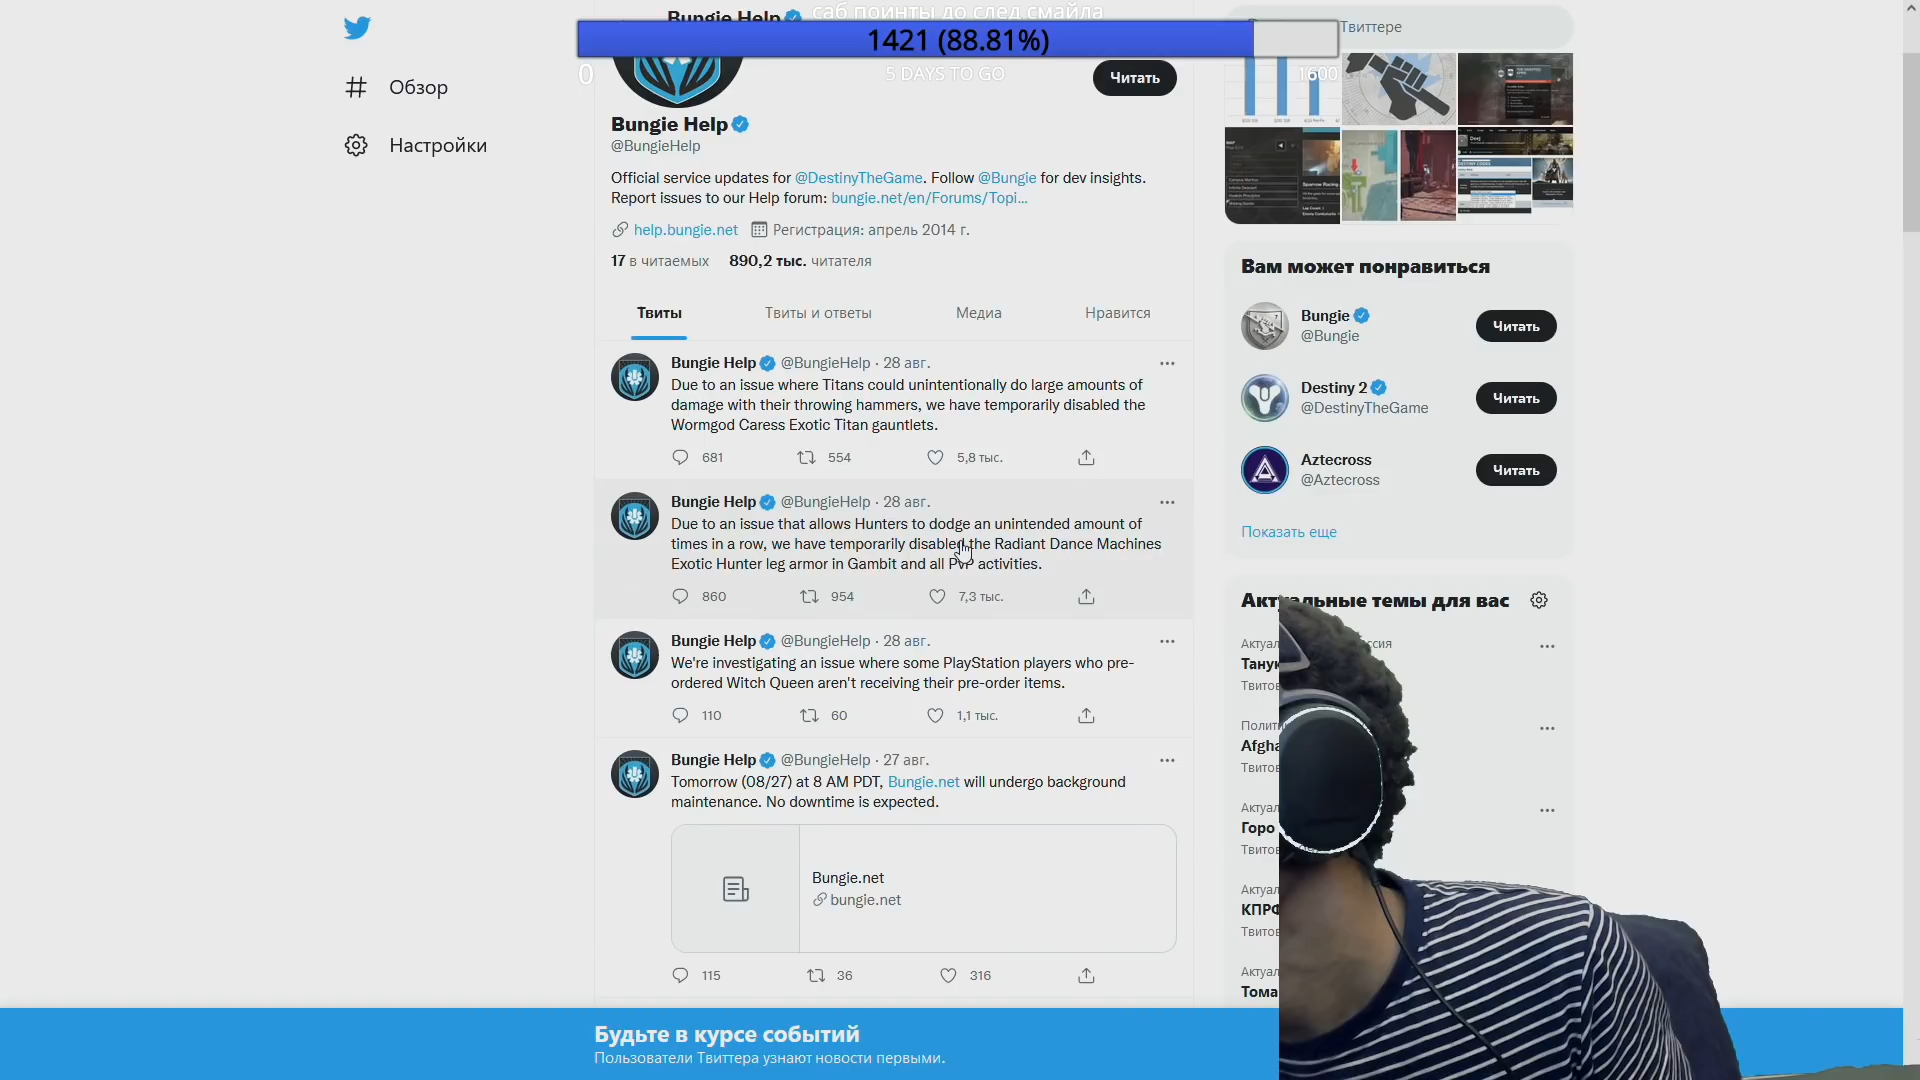 саб поинты до след смайла
1421 (88.81%)
0
5 DAYS TO GO
1600
Bungie Help
Обзор
Настройки
Читать
Bungie Help
@BungieHelp
Official service updates for @DestinyTheGame. Follow @Bungie for dev insights.
Report issues to our Help forum: bungie.net/en/Forums/Topi...
help.bungie.net Регистрация: апрель 2014 г.
17 в читаемых 890,2 тыс. читателя
Твиты Твиты и ответы Медиа Нравится
Bungie Help @BungieHelp · 28 авг.
Due to an issue where Titans could unintentionally do large amounts of
damage with their throwing hammers, we have temporarily disabled the
Wormgod Caress Exotic Titan gauntlets.
681 554 5,8 тыс.
Bungie Help @BungieHelp · 28 авг.
Due to an issue that allows Hunters to dodge an unintended amount of
times in a row, we have temporarily disabled the Radiant Dance Machines
Exotic Hunter leg armor in Gambit and all PvP activities.
860 954 7,3 тыс.
Bungie Help @BungieHelp · 28 авг.
We're investigating an issue where some PlayStation players who pre-
ordered Witch Queen aren't receiving their pre-order items.
110 60 1,1 тыс.
Bungie Help @BungieHelp · 27 авг.
Tomorrow (08/27) at 8 AM PDT, Bungie.net will undergo background
maintenance. No downtime is expected.
Bungie.net
bungie.net
115 36 316
Твиттере
Вам может понравиться
Bungie
@Bungie
Читать
Destiny 2
@DestinyTheGame
Читать
Aztecross
@Aztecross
Читать
Показать еще
Актуальные темы для вас
Будьте в курсе событий
Пользователи Твиттера узнают новости первыми.